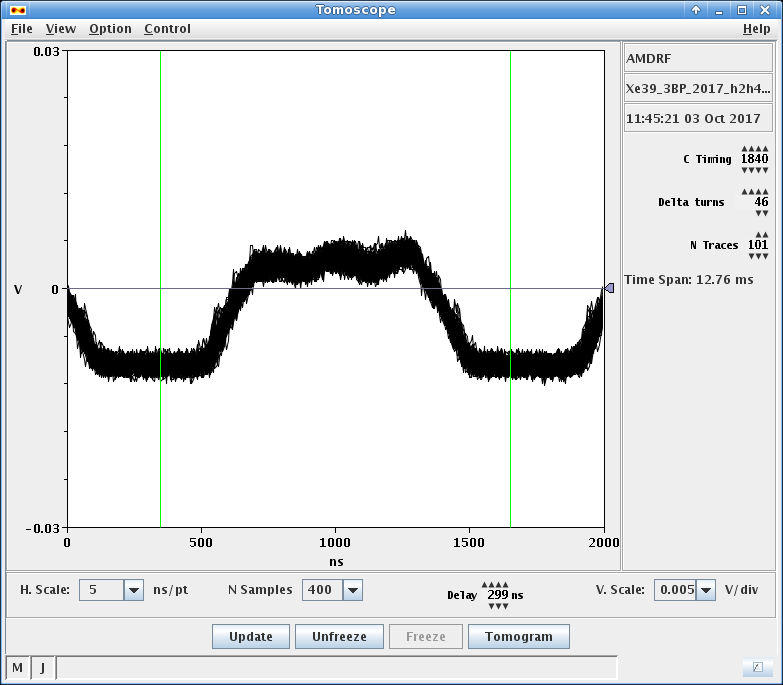 Tomoscope
File View Option Control Help
AMDRF
Xe39_3BP_2017_h2h4...
11:45:21 03 Oct 2017
C Timing 1840
Delta turns 46
N Traces 101
Time Span: 12.76 ms
0.03
V 0
-0.03
0 500 1000 1500 2000
ns
H. Scale: 5 ns/pt N Samples 400 Delay 299 ns V. Scale: 0.005 V/div
Update Unfreeze Freeze Tomogram
M J